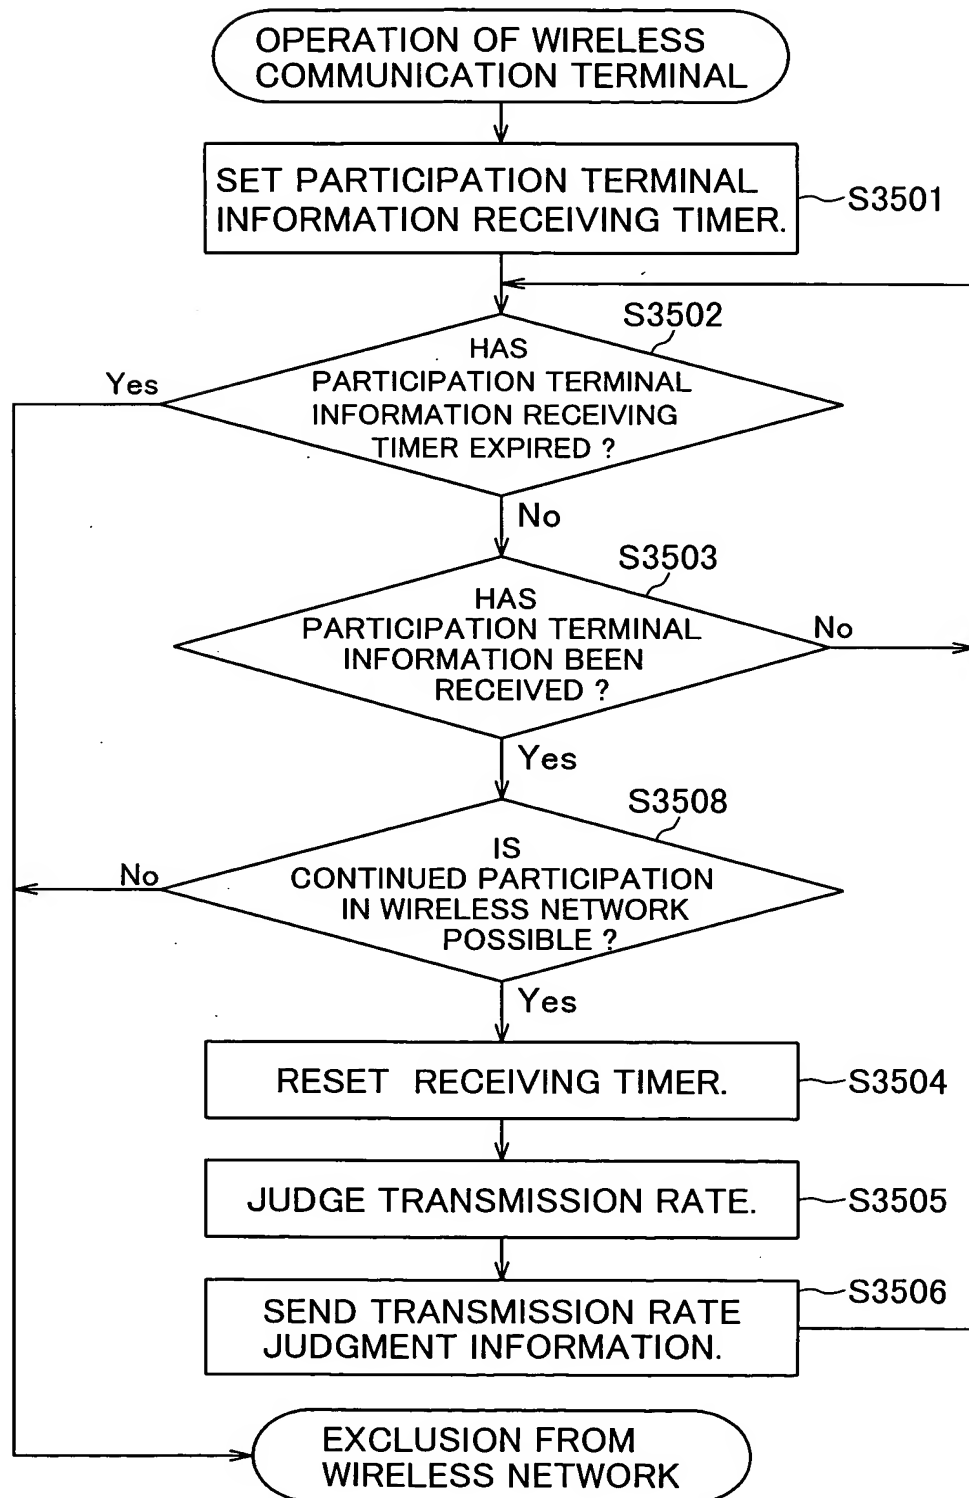 OPERATION OF WIRELESS
COMMUNICATION TERMINAL
SET PARTICIPATION TERMINAL
INFORMATION RECEIVING TIMER.
S3501
S3502
HAS
PARTICIPATION TERMINAL
INFORMATION RECEIVING
TIMER EXPIRED ?
Yes
No
S3503
HAS
PARTICIPATION TERMINAL
INFORMATION BEEN
RECEIVED ?
No
Yes
S3508
IS
CONTINUED PARTICIPATION
IN WIRELESS NETWORK
POSSIBLE ?
No
Yes
RESET RECEIVING TIMER.
S3504
JUDGE TRANSMISSION RATE.
S3505
SEND TRANSMISSION RATE
JUDGMENT INFORMATION.
S3506
EXCLUSION FROM
WIRELESS NETWORK